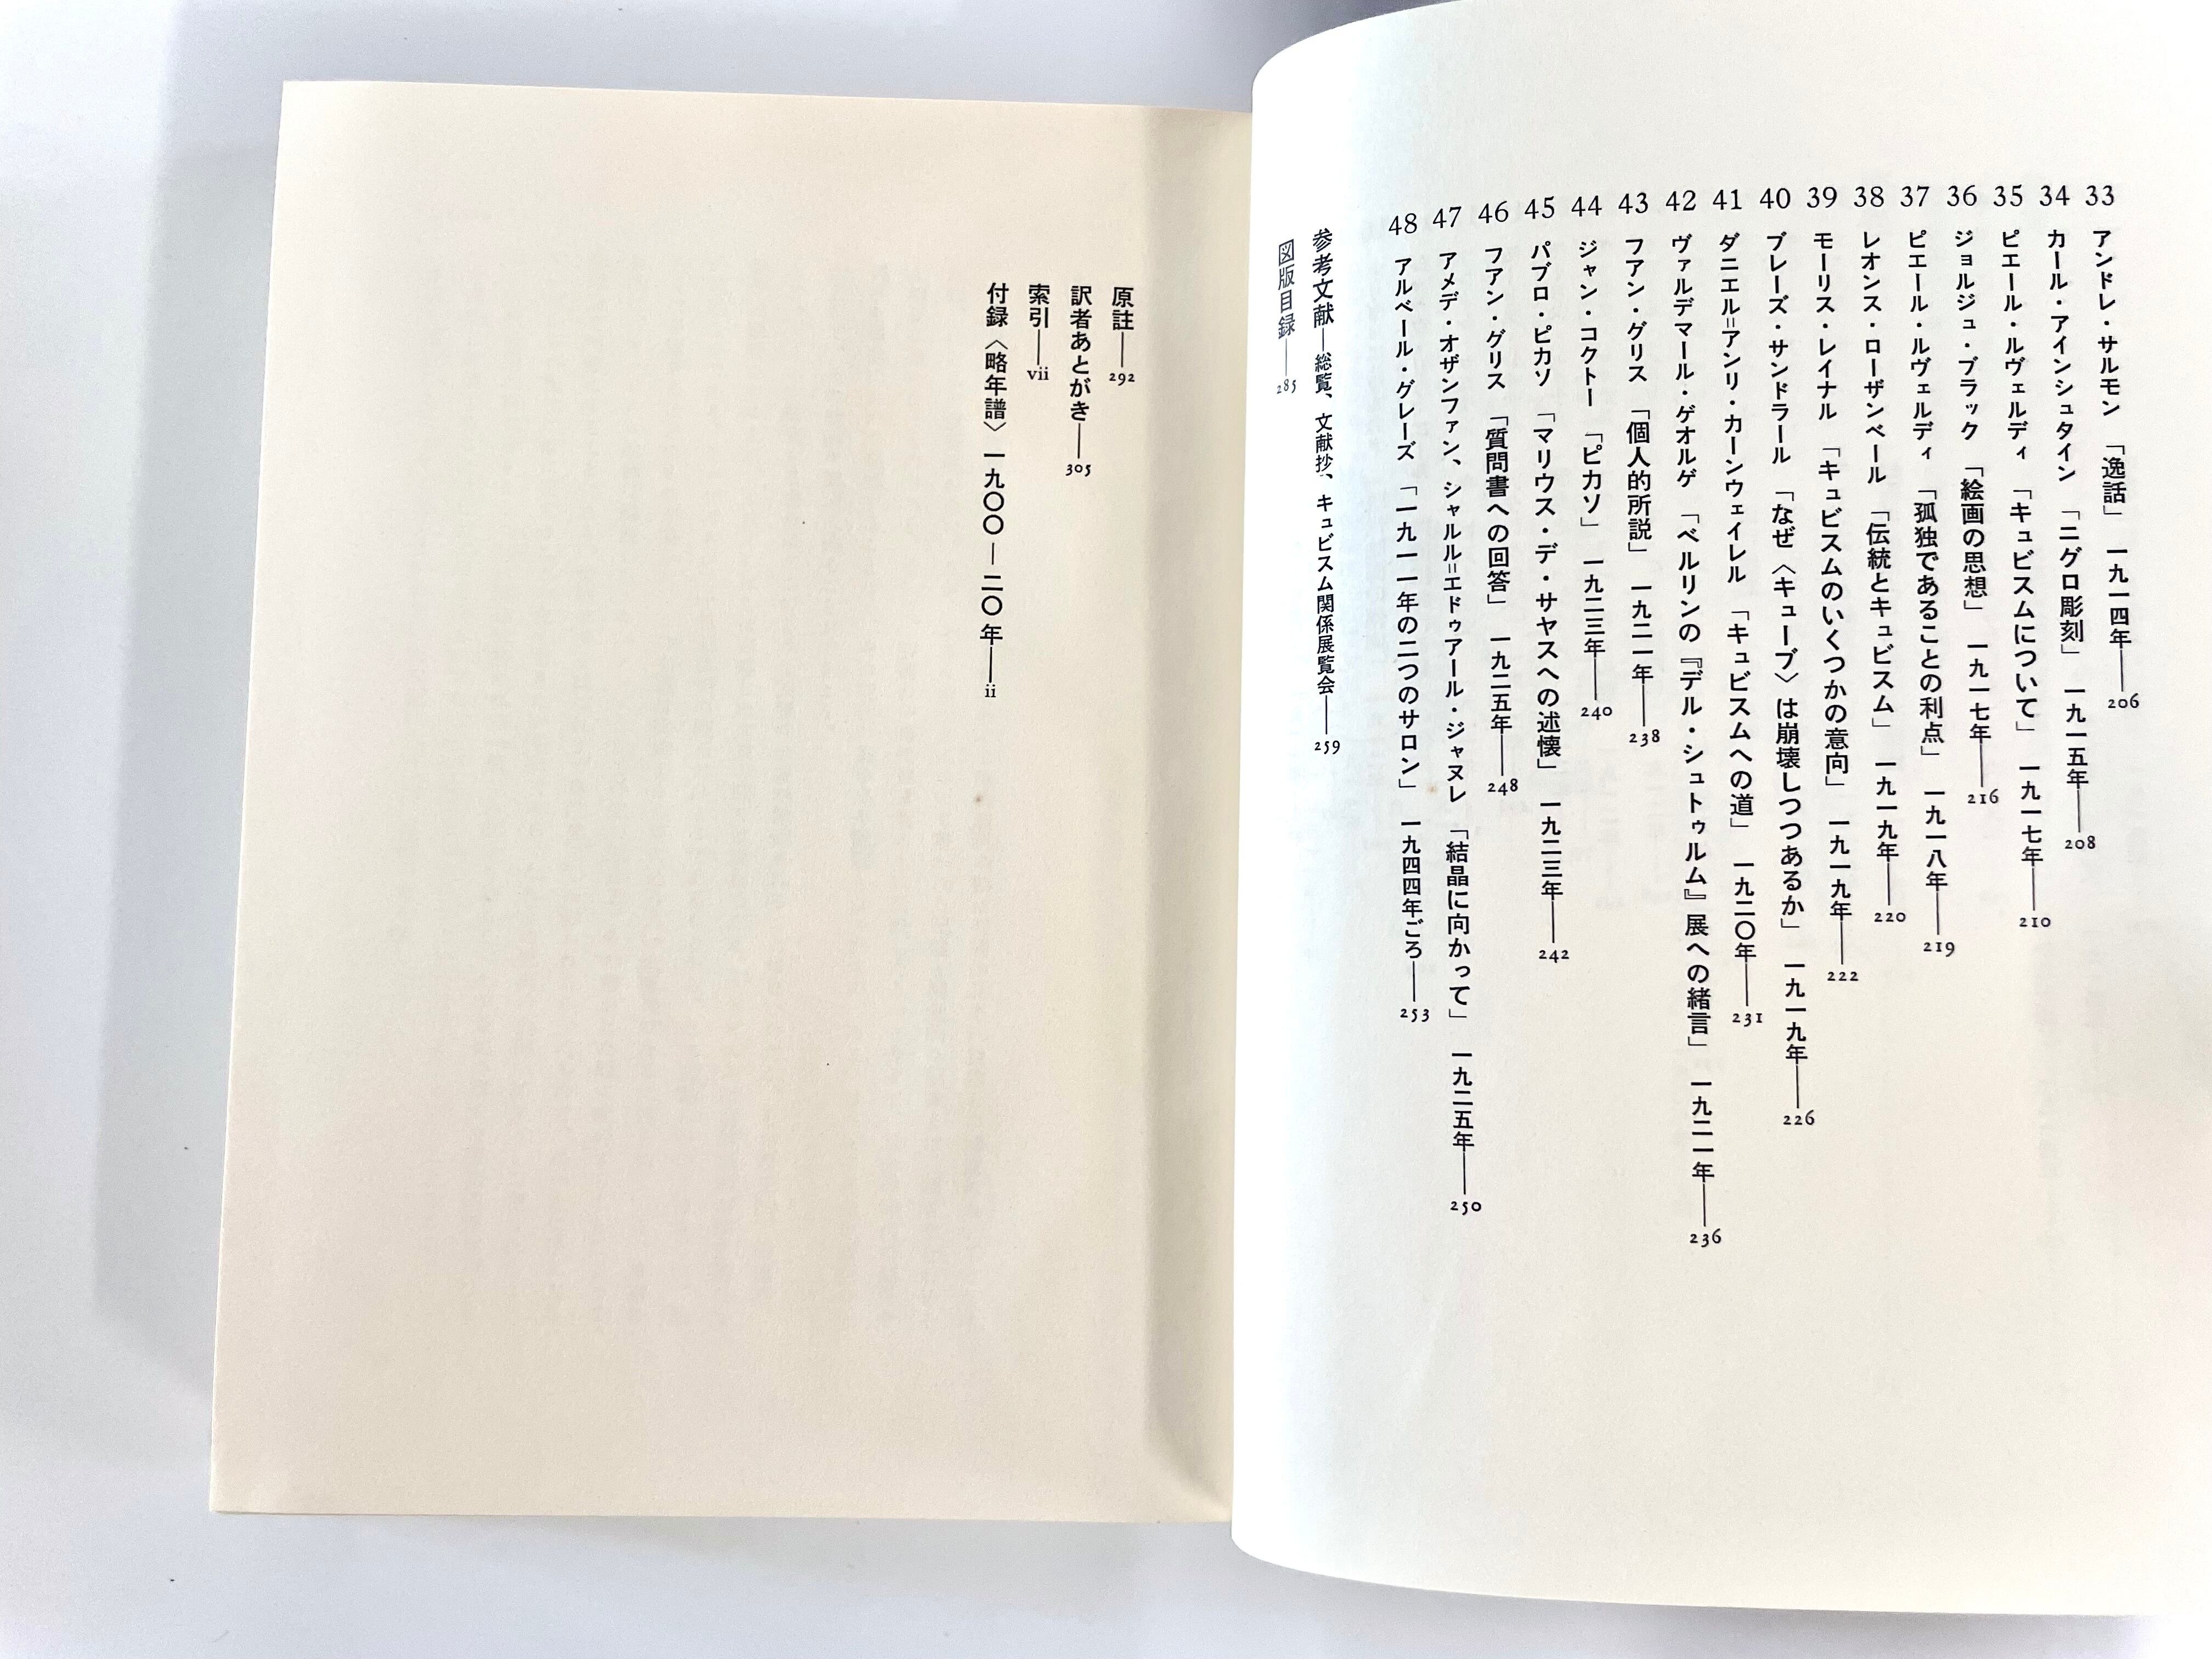 33 アンドレ・サルモン 「逸話」 一九一四年——206
34 カール・アインシュタイン 「ニグロ彫刻」 一九一五年——208
35 ピエール・ルヴェルディ 「キュビスムについて」 一九一七年——210
36 ジョルジュ・ブラック 「絵画の思想」 一九一七年——216
37 ピエール・ルヴェルディ 「孤独であることの利点」 一九一八年——219
38 レオンス・ローザンベール 「伝統とキュビスム」 一九一九年——220
39 モーリス・レイナル 「キュビスムのいくつかの意向」 一九一九年——222
40 ブレーズ・サンドラール 「なぜ〈キューブ〉は崩壊しつつあるか」 一九一九年——226
41 ダニエル=アンリ・カーンウェイレル 「キュビスムへの道」 一九二〇年——231
42 ヴァルデマール・ゲオルゲ 「ベルリンの『デル・シュトゥルム』展への緒言」 一九二一年——236
43 フアン・グリス 「個人的所説」 一九二一年——238
44 ジャン・コクトー 「ピカソ」 一九二三年——240
45 パブロ・ピカソ 「マリウス・デ・サヤスへの述懐」 一九二三年——242
46 フアン・グリス 「質問書への回答」 一九二五年——248
47 アメデ・オザンファン、シャルル=エドゥアール・ジャヌレ 「結晶に向かって」 一九二五年——250
48 アルベール・グレーズ 「一九一一年の二つのサロン」 一九四四年ごろ——253
参考文献——総覧、文献抄、キュビスム関係展覧会——259
図版目録——285
原註——292
訳者あとがき——305
索引——vii
付録〈略年譜〉一九〇〇—二〇年——ii